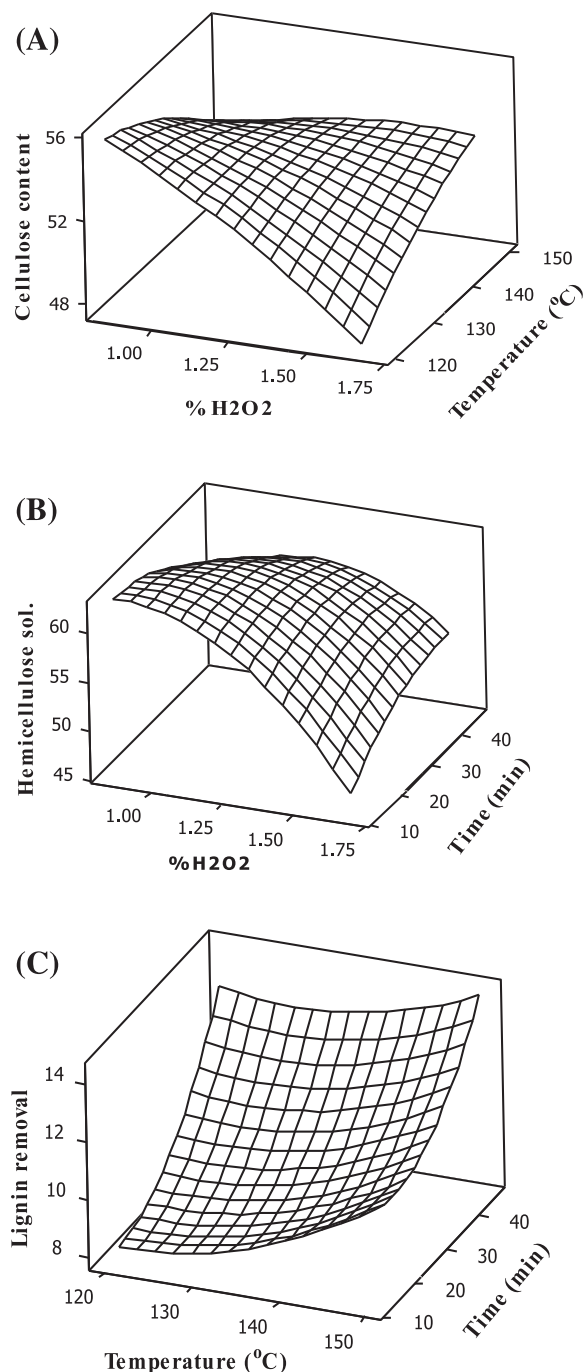 (A)
Cellulose content
56
52
48
1.00
1.25
1.50
1.75
% H2O2
120
130
140
150
Temperature (°C)
(B)
Hemicellulose sol.
60
55
50
45
1.00
1.25
1.50
1.75
%H2O2
10
20
30
40
Time (min)
(C)
Lignin removal
14
12
10
8
120
130
140
150
Temperature (°C)
10
20
30
40
Time (min)